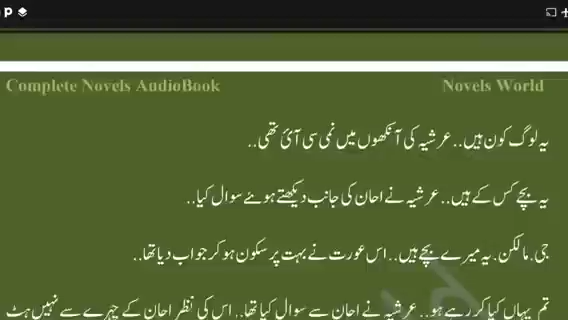 Complete Novels AudioBook
Novels World
یہ لوگ کون ہیں.. عرشیہ کی آنکھوں میں نمی سی آئ تھی..
یہ بچے کس کے ہیں.. عرشیہ نے احان کی جانب دیکھتے ہوئے سوال کیا..
جی.مالکن.یہ میرے بچے ہیں.. اس عورت نے بہت پر سکون ہو کر جواب دیا تھا..
تم یہاں کیا کر رہے ہو.. عرشیہ نے احان سے سوال کیا تھا.. اس کی نظر احان کے چہرے سے نہیں ہٹ